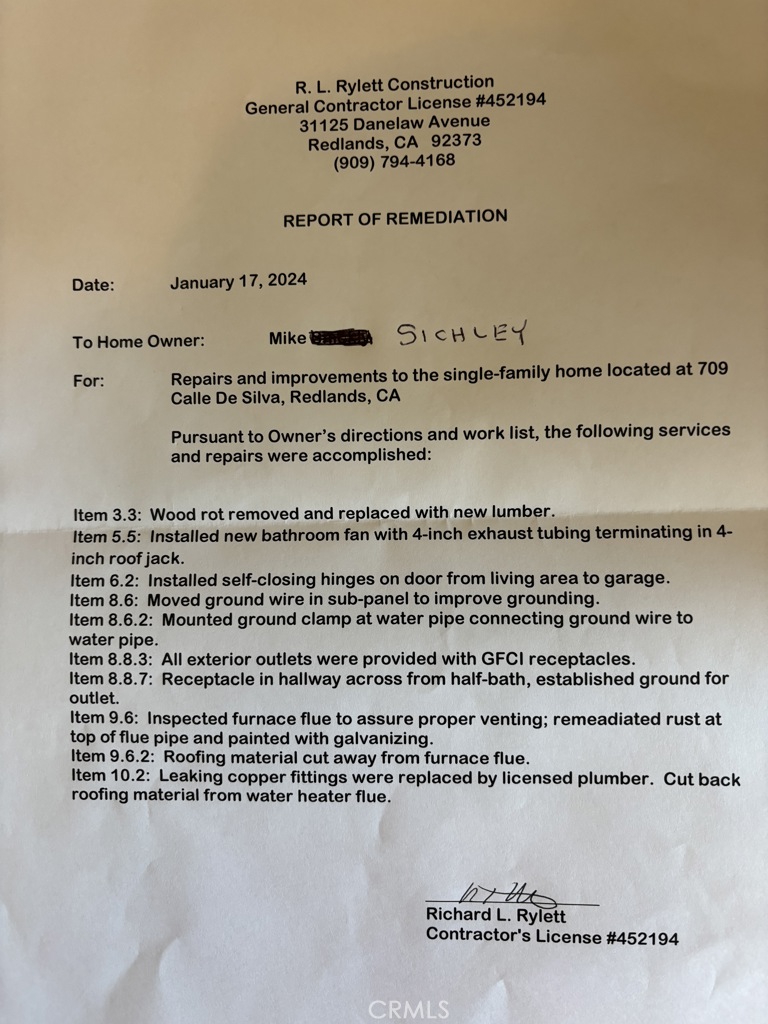 R. L. Rylett Construction
General Contractor License #452194
31125 Danelaw Avenue
Redlands, CA 92373
(909) 794-4168
REPORT OF REMEDIATION
Date: January 17, 2024
To Home Owner: Mike SICHLEY
For: Repairs and improvements to the single-family home located at 709
Calle De Silva, Redlands, CA
Pursuant to Owner's directions and work list, the following services
and repairs were accomplished:
Item 3.3: Wood rot removed and replaced with new lumber.
Item 5.5: Installed new bathroom fan with 4-inch exhaust tubing terminating in 4-
inch roof jack.
Item 6.2: Installed self-closing hinges on door from living area to garage.
Item 8.6: Moved ground wire in sub-panel to improve grounding.
Item 8.6.2: Mounted ground clamp at water pipe connecting ground wire to
water pipe.
Item 8.8.3: All exterior outlets were provided with GFCI receptacles.
Item 8.8.7: Receptacle in hallway across from half-bath, established ground for
outlet.
Item 9.6: Inspected furnace flue to assure proper venting; remeadiated rust at
top of flue pipe and painted with galvanizing.
Item 9.6.2: Roofing material cut away from furnace flue.
Item 10.2: Leaking copper fittings were replaced by licensed plumber. Cut back
roofing material from water heater flue.
Richard L. Rylett
Contractor's License #452194
CRMLS